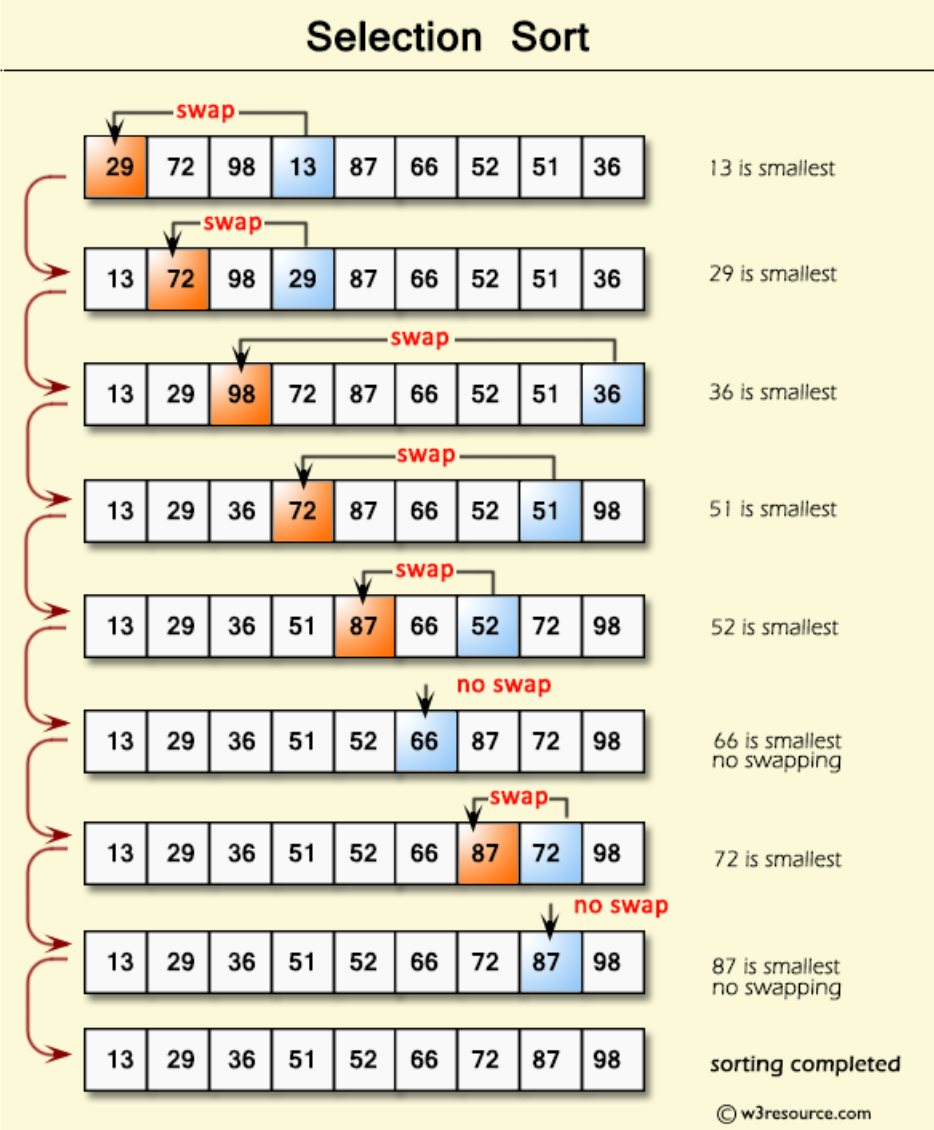 Selection Sort
swap
29 72 98 13 87 66 52 51 36
13 is smallest
swap
13 72 98 29 87 66 52 51 36
29 is smallest
swap
13 29 98 72 87 66 52 51 36
36 is smallest
swap
13 29 36 72 87 66 52 51 98
51 is smallest
swap
13 29 36 51 87 66 52 72 98
52 is smallest
no swap
13 29 36 51 52 66 87 72 98
66 is smallest
no swapping
swap
13 29 36 51 52 66 87 72 98
72 is smallest
no swap
13 29 36 51 52 66 72 87 98
87 is smallest
no swapping
13 29 36 51 52 66 72 87 98
sorting completed
© w3resource.com